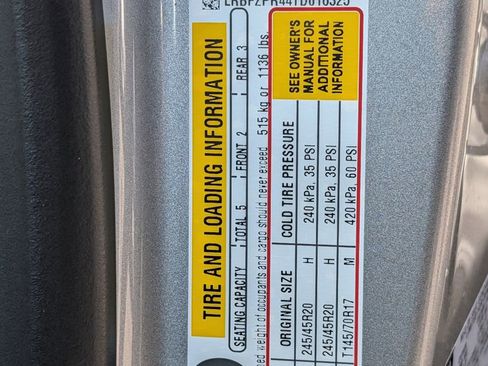 TIRE AND LOADING INFORMATION
SEATING CAPACITY TOTAL 5 FRONT 2 REAR 3
weight of occupants and cargo should never exceed 515 kg or 1136 lbs
ORIGINAL SIZE COLD TIRE PRESSURE
245/45R20 H 240 kPa, 35 PSI
245/45R20 H 240 kPa, 35 PSI
T145/70R17 M 420 kPa, 60 PSI
SEE OWNER'S
MANUAL FOR
ADDITIONAL
INFORMATION